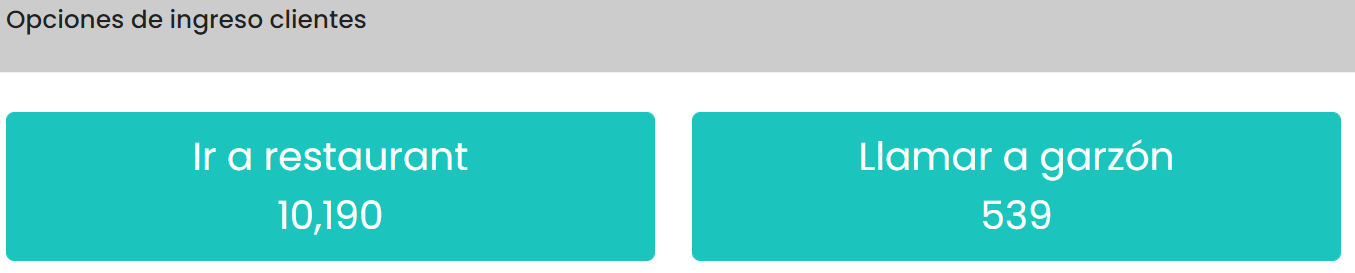 Opciones de ingreso clientes
Ir a restaurant
10,190
Llamar a garzón
539